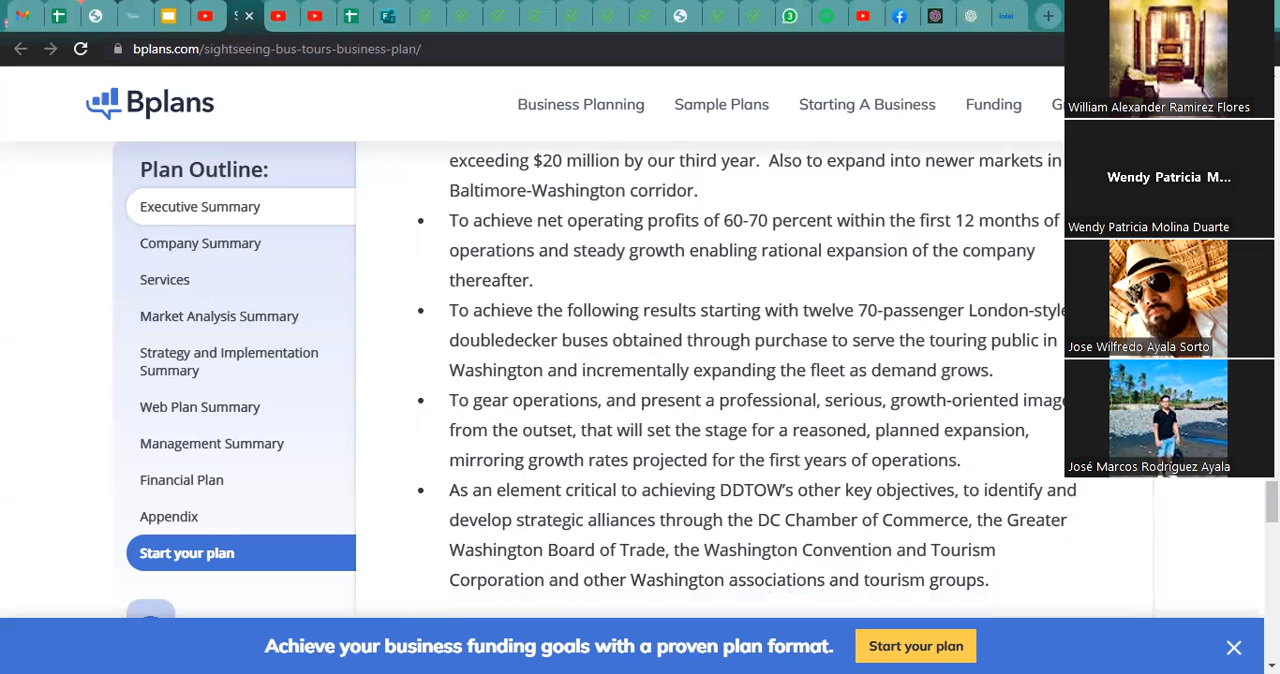 S
3
intel
bplans.com/sightseeing-bus-tours-business-plan/
Bplans
Business Planning
Sample Plans
Starting A Business
Funding
G
Plan Outline:
Executive Summary
Company Summary
Services
Market Analysis Summary
Strategy and Implementation
Summary
Web Plan Summary
Management Summary
Financial Plan
Appendix
Start your plan
exceeding $20 million by our third year. Also to expand into newer markets in
Baltimore-Washington corridor.
• To achieve net operating profits of 60-70 percent within the first 12 months of
operations and steady growth enabling rational expansion of the company
thereafter.
• To achieve the following results starting with twelve 70-passenger London-style
doubledecker buses obtained through purchase to serve the touring public in
Washington and incrementally expanding the fleet as demand grows.
• To gear operations, and present a professional, serious, growth-oriented image
from the outset, that will set the stage for a reasoned, planned expansion,
mirroring growth rates projected for the first years of operations.
• As an element critical to achieving DDTOW's other key objectives, to identify and
develop strategic alliances through the DC Chamber of Commerce, the Greater
Washington Board of Trade, the Washington Convention and Tourism
Corporation and other Washington associations and tourism groups.
William Alexander Ramirez Flores
Wendy Patricia M...
Wendy Patricia Molina Duarte
Jose Wilfredo Ayala Sorto
José Marcos Rodríguez Ayala
Achieve your business funding goals with a proven plan format.
Start your plan